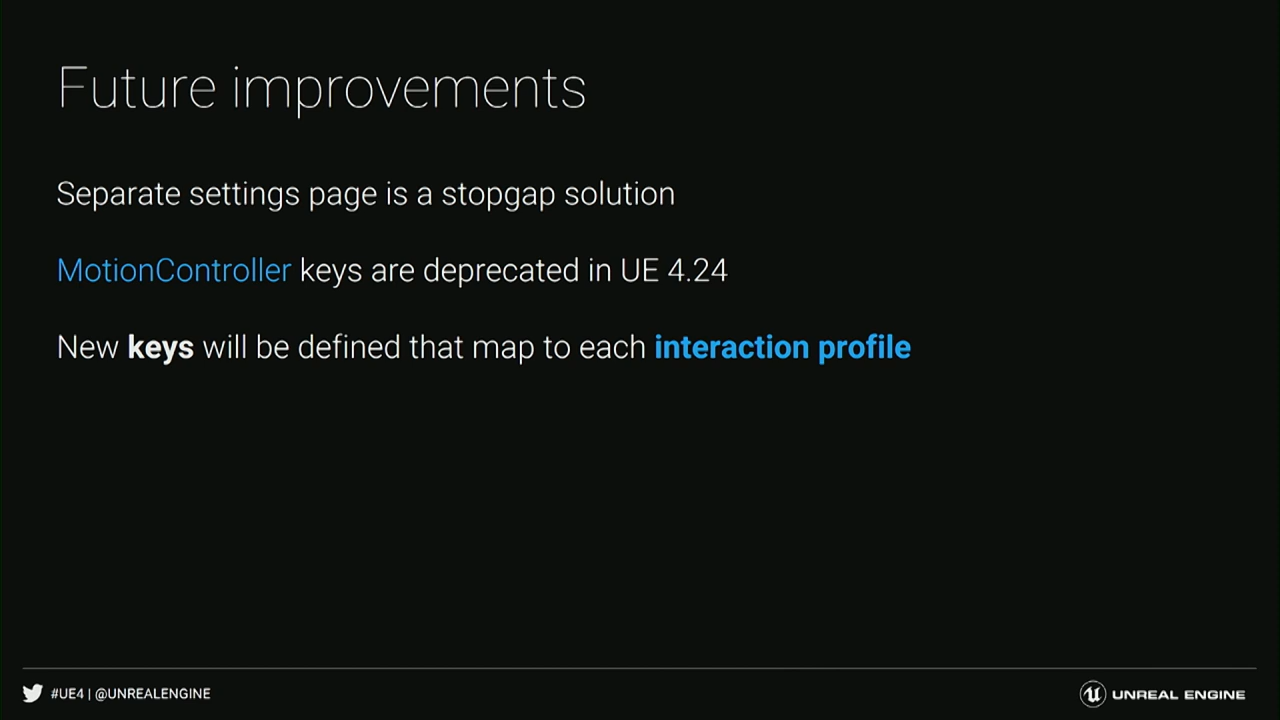 Future improvements
Separate settings page is a stopgap solution
MotionController keys are deprecated in UE 4.24
New keys will be defined that map to each interaction profile
#UE4 | @UNREALENGINE
UNREAL ENGINE